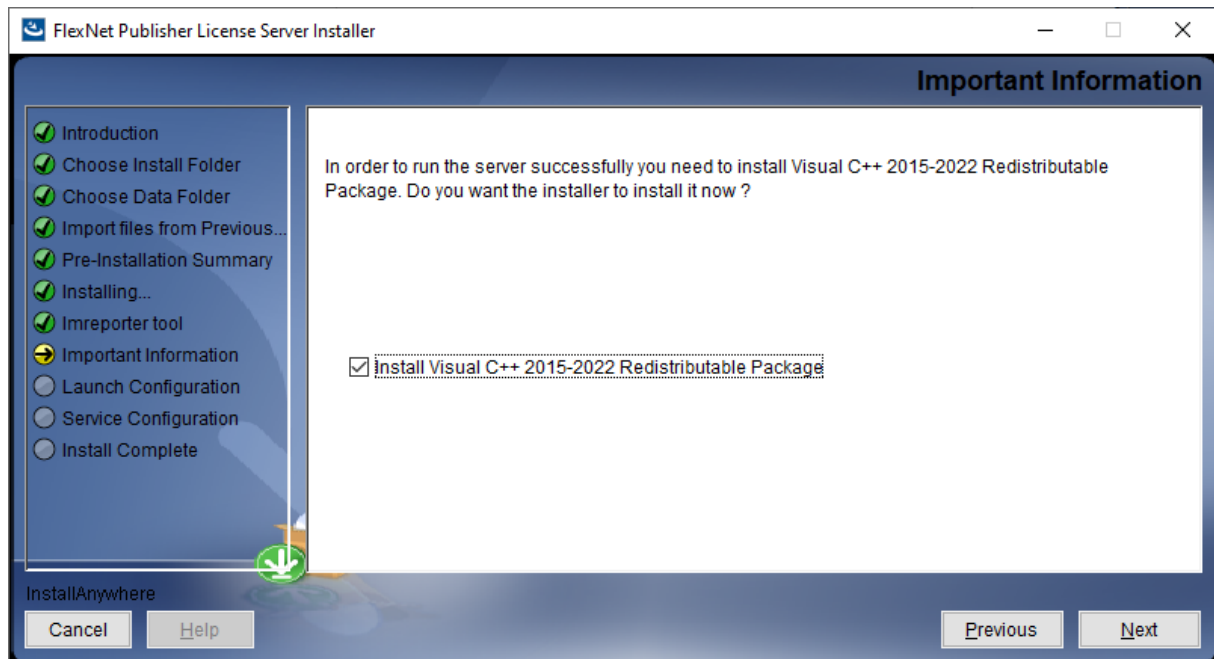 FlexNet Publisher License Server Installer
Important Information
Introduction
Choose Install Folder
Choose Data Folder
Import files from Previous...
Pre-Installation Summary
Installing...
lmreporter tool
Important Information
Launch Configuration
Service Configuration
Install Complete
In order to run the server successfully you need to install Visual C++ 2015-2022 Redistributable
Package. Do you want the installer to install it now ?
Install Visual C++ 2015-2022 Redistributable Package
InstallAnywhere
Cancel
Help
Previous
Next